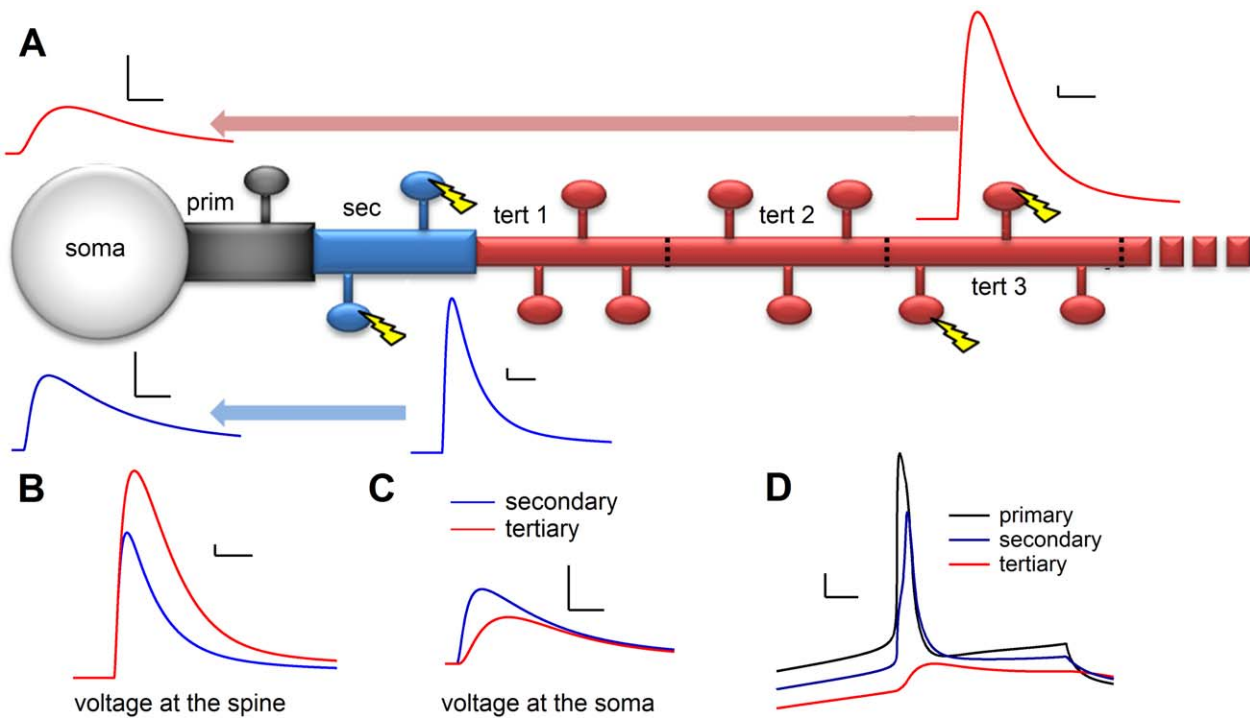 A
prim
sec
tert 1
tert 2
soma
tert 3
B
C
D
secondary
tertiary
primary
secondary
tertiary
voltage at the spine
voltage at the soma